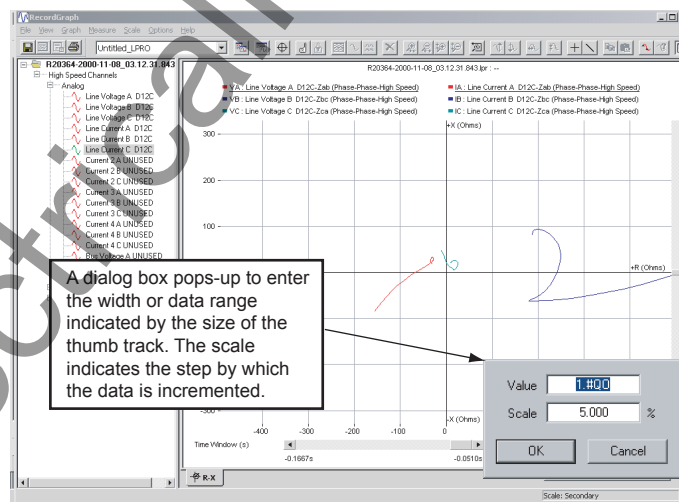 RecordGraph
File View Graph Measure Scale Options Help
Untitled_LPRO
R20364-2000-11-08_03.12.31.843
High Speed Channels
Analog
Line Voltage A D12C
Line Voltage B D12C
Line Voltage C D12C
Line Current A D12C
Line Current B D12C
Line Current C D12C
Current 2 A UNUSED
Current 2 B UNUSED
Current 2 C UNUSED
Current 3 A UNUSED
Current 3 B UNUSED
Current 3 C UNUSED
Current 4 A UNUSED
Current 4 B UNUSED
Current 4 C UNUSED
Bus Voltage A UNUSED
R20364-2000-11-08_03.12.31.843.lpr : --
VA : Line Voltage A D12C-Zab (Phase-Phase-High Speed)
IA : Line Current A D12C-Zab (Phase-Phase-High Speed)
VB : Line Voltage B D12C-Zbc (Phase-Phase-High Speed)
IB : Line Current B D12C-Zbc (Phase-Phase-High Speed)
VC : Line Voltage C D12C-Zca (Phase-Phase-High Speed)
IC : Line Current C D12C-Zca (Phase-Phase-High Speed)
+X (Ohms)
300
200
100
+R (Ohms)
A dialog box pops-up to enter
the width or data range
indicated by the size of the
thumb track. The scale
indicates the step by which
the data is incremented.
Value 1.#QO
Scale 5.000 %
OK Cancel
-300
-X (Ohms)
-400 -300 -200 -100 0
Time Window (s)
-0.1667s -0.0510s
R-X
Scale: Secondary